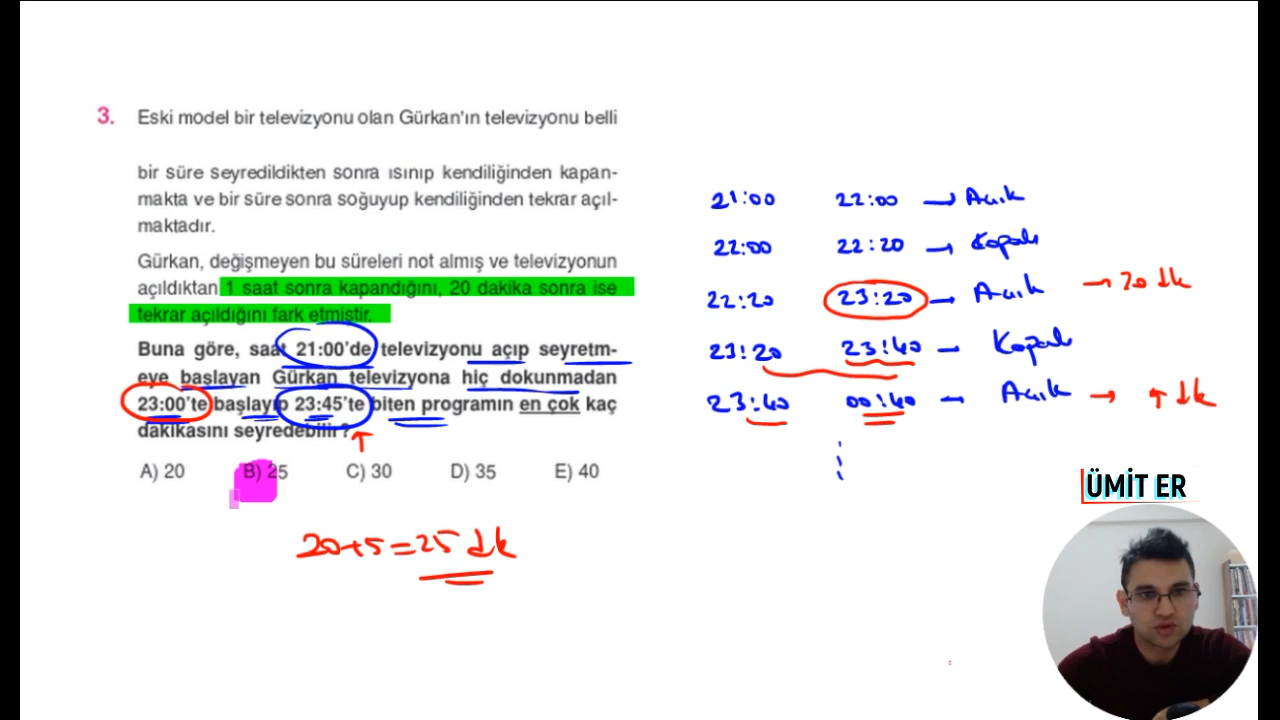 3. Eski model bir televizyonu olan Gürkan'ın televizyonu belli
bir süre seyredildikten sonra ısınıp kendiliğinden kapan-
makta ve bir süre sonra soğuyup kendiliğinden tekrar açıl-
maktadır.
Gürkan, değişmeyen bu süreleri not almış ve televizyonun
açıldıktan 1 saat sonra kapandığını, 20 dakika sonra ise
tekrar açıldığını fark etmiştir.
Buna göre, saat 21:00'de televizyonu açıp seyretm-
eye başlayan Gürkan televizyona hiç dokunmadan
23:00'te başlayıp 23:45'te biten programın en çok kaç
dakikasını seyredebilir?
A) 20 B) 25 C) 30 D) 35 E) 40
20+5=25 dk
21:00 22:00 → Açık
22:00 22:20 → Kapalı
22:20 23:20 → Açık → 20 dk
23:20 23:40 – Kapalı
23:40 00:40 – Açık → dk
ÜMİT ER